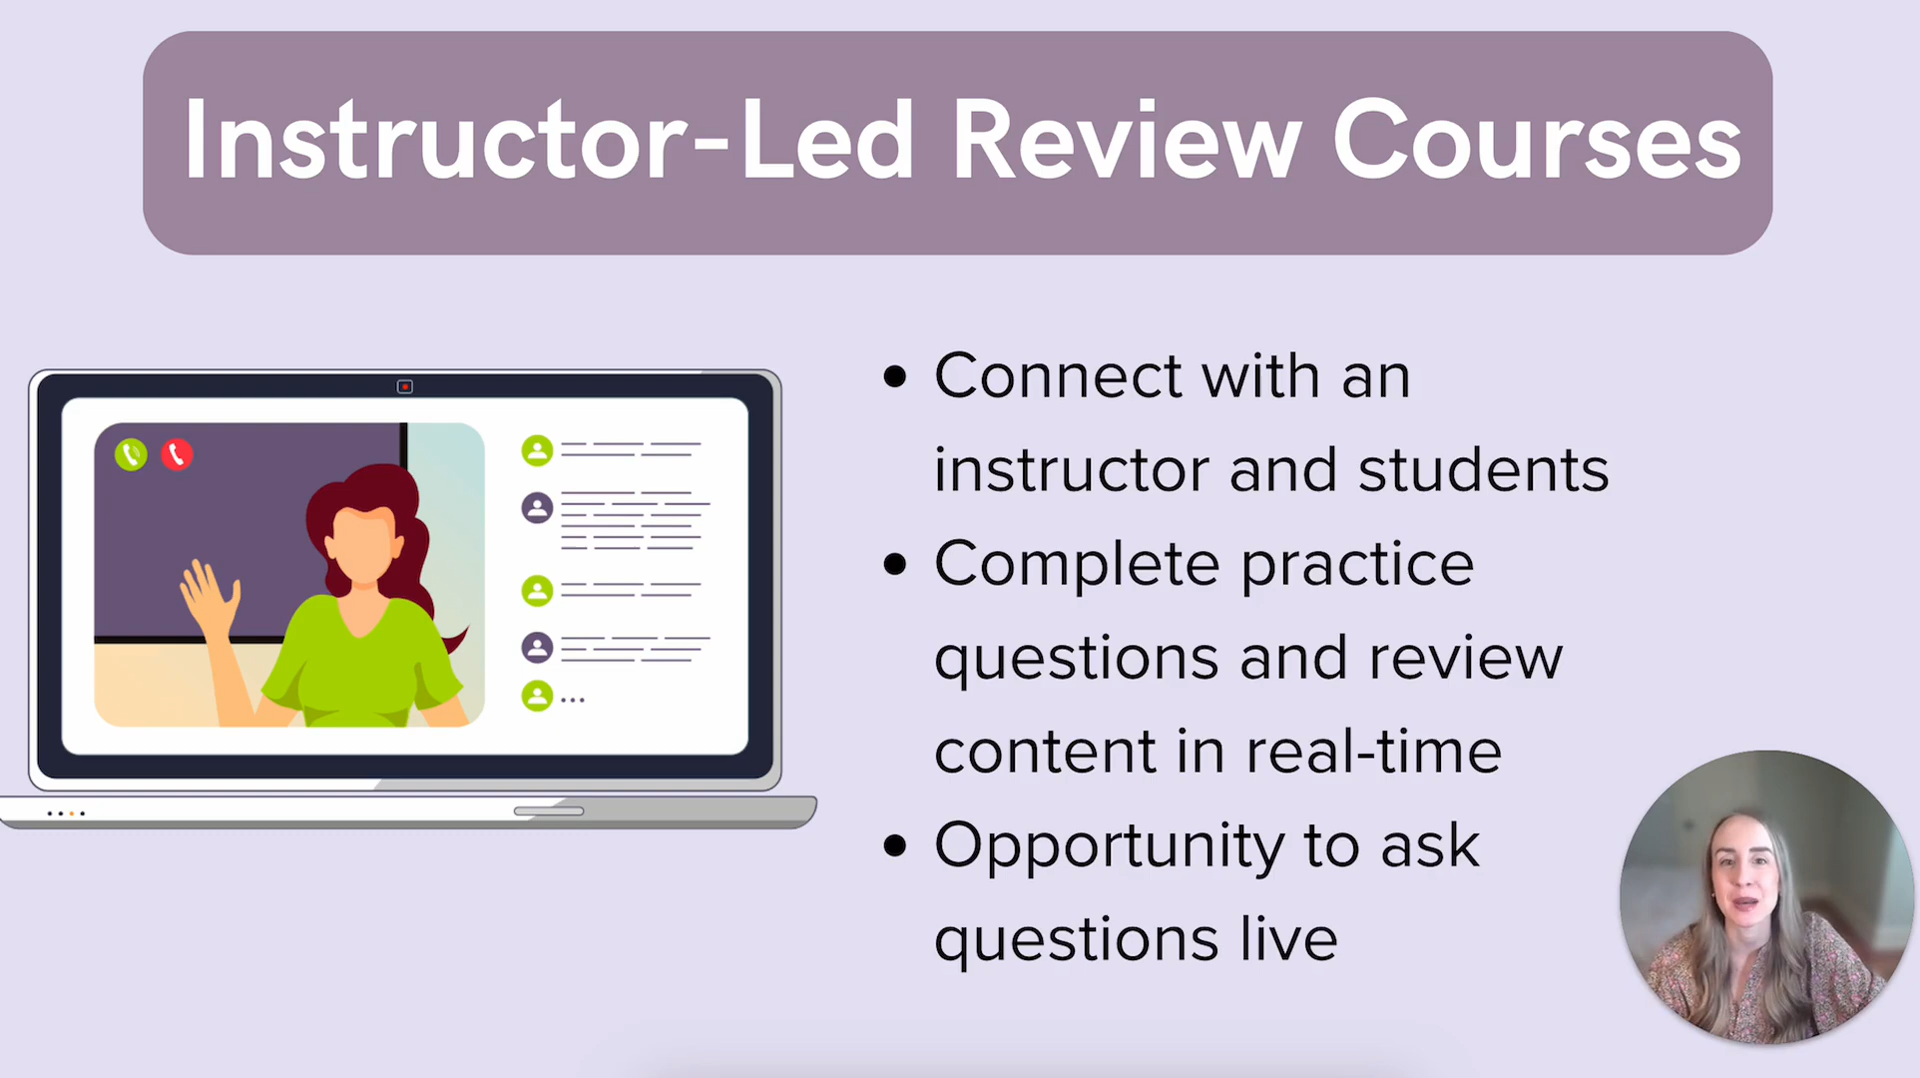 Instructor-Led Review Courses
• Connect with an
instructor and students
• Complete practice
questions and review
content in real-time
• Opportunity to ask
questions live